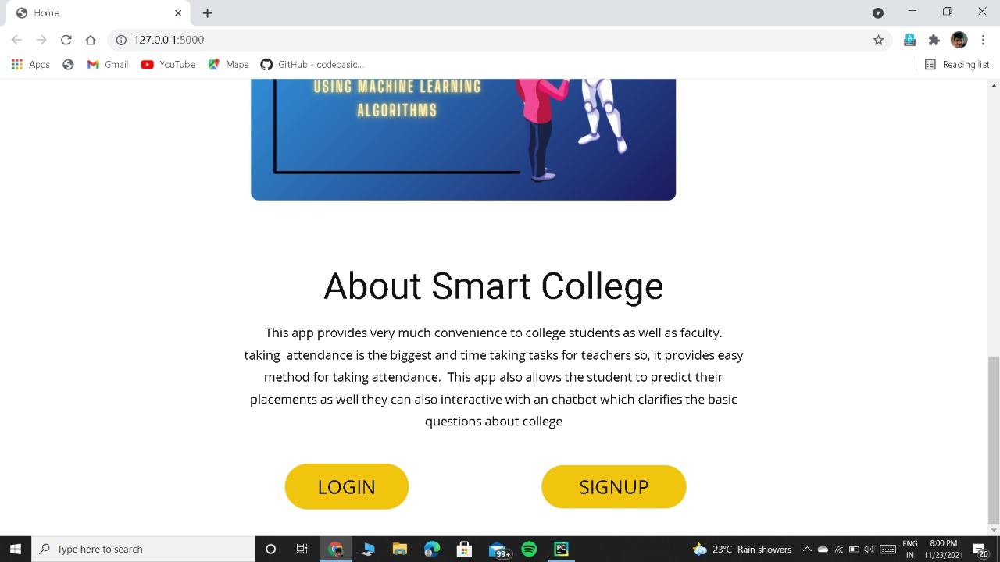 Home
127.0.0.1:5000
Apps
Gmail
YouTube
Maps
GitHub - codebasic...
Reading list
USING MACHINE LEARNING
ALGORITHMS
About Smart College
This app provides very much convenience to college students as well as faculty.
taking attendance is the biggest and time taking tasks for teachers so, it provides easy
method for taking attendance. This app also allows the student to predict their
placements as well they can also interactive with an chatbot which clarifies the basic
questions about college
LOGIN
SIGNUP
Type here to search
PC
99+
23°C Rain showers
ENG
IN
8:00 PM
11/23/2021
20